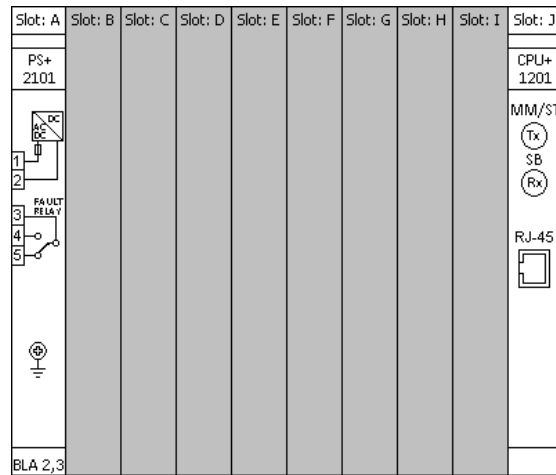 Slot: A Slot: B Slot: C Slot: D Slot: E Slot: F Slot: G Slot: H Slot: I Slot: J
PS+
2101
CPU+
1201
DC
AC
DC
1
2
FAULT
RELAY
3
4
5
MM/ST
Tx
SB
Rx
RJ-45
BLA 2,3